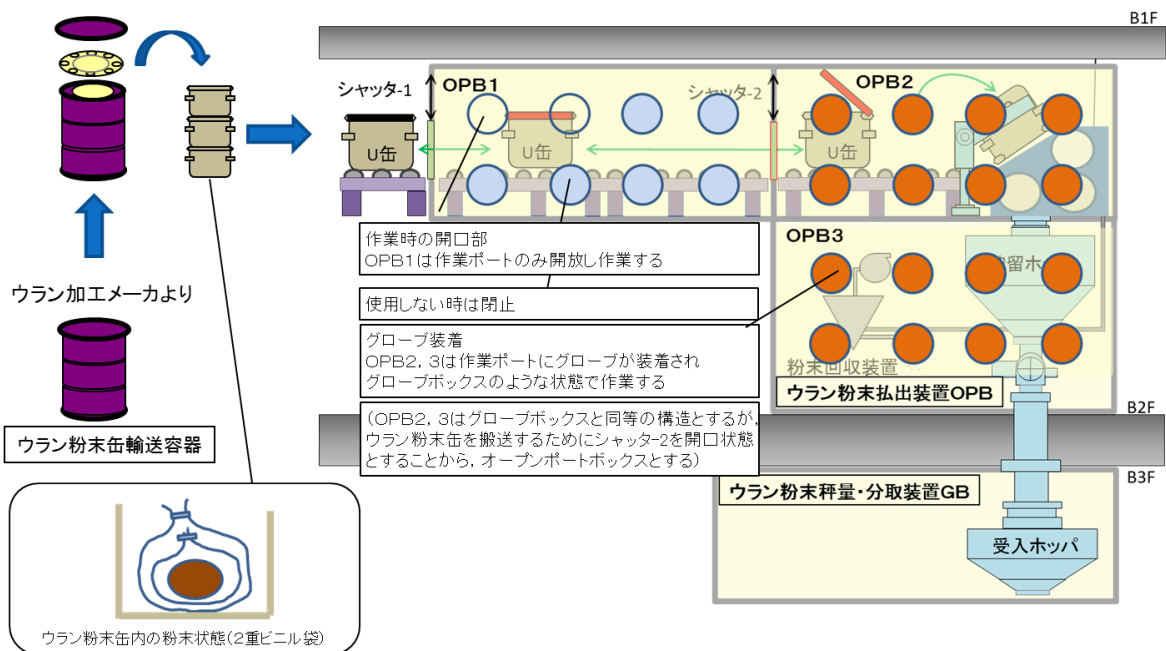 B1F
シャッタ-1
OPB1
シャッタ-2
OPB2
U缶
U缶
U缶
作業時の開口部
OPB1は作業ポートのみ開放し作業する
使用しない時は閉止
グローブ装着
OPB2, 3は作業ポートにグローブが装着され
グローブボックスのような状態で作業する
(OPB2, 3はグローブボックスと同等の構造とするが,
ウラン粉末缶を搬送するためにシャッタ-2を開口状態
とすることから, オープンポートボックスとする)
OPB3
粉末回収装置
ウラン粉末払出装置OPB
B2F
B3F
ウラン粉末秤量・分取装置GB
受入ホッパ
ウラン加工メーカより
ウラン粉末缶輸送容器
ウラン粉末缶内の粉末状態(2重ビニル袋)